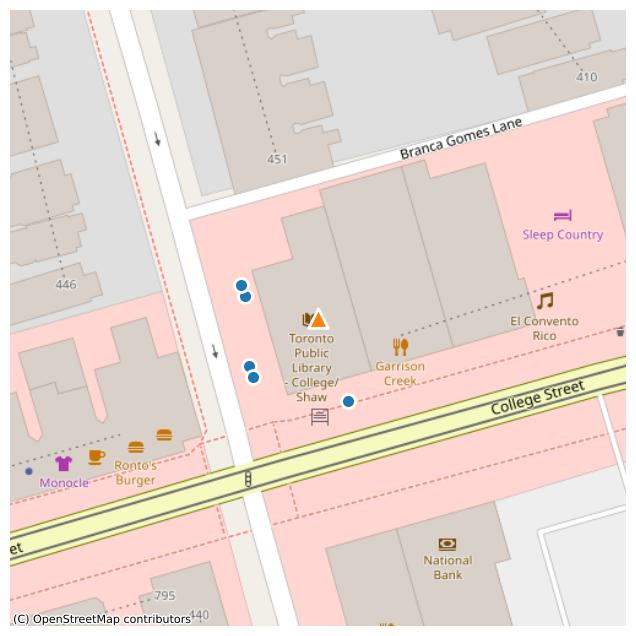 410
Branca Gomes Lane
451
Sleep Country
446
El Convento
Rico
Toronto
Public
Library
- College/
Shaw
Garrison
Creek
College Street
Ronto's
Burger
Monocle
National
Bank
et
795
440
(C) OpenStreetMap contributors